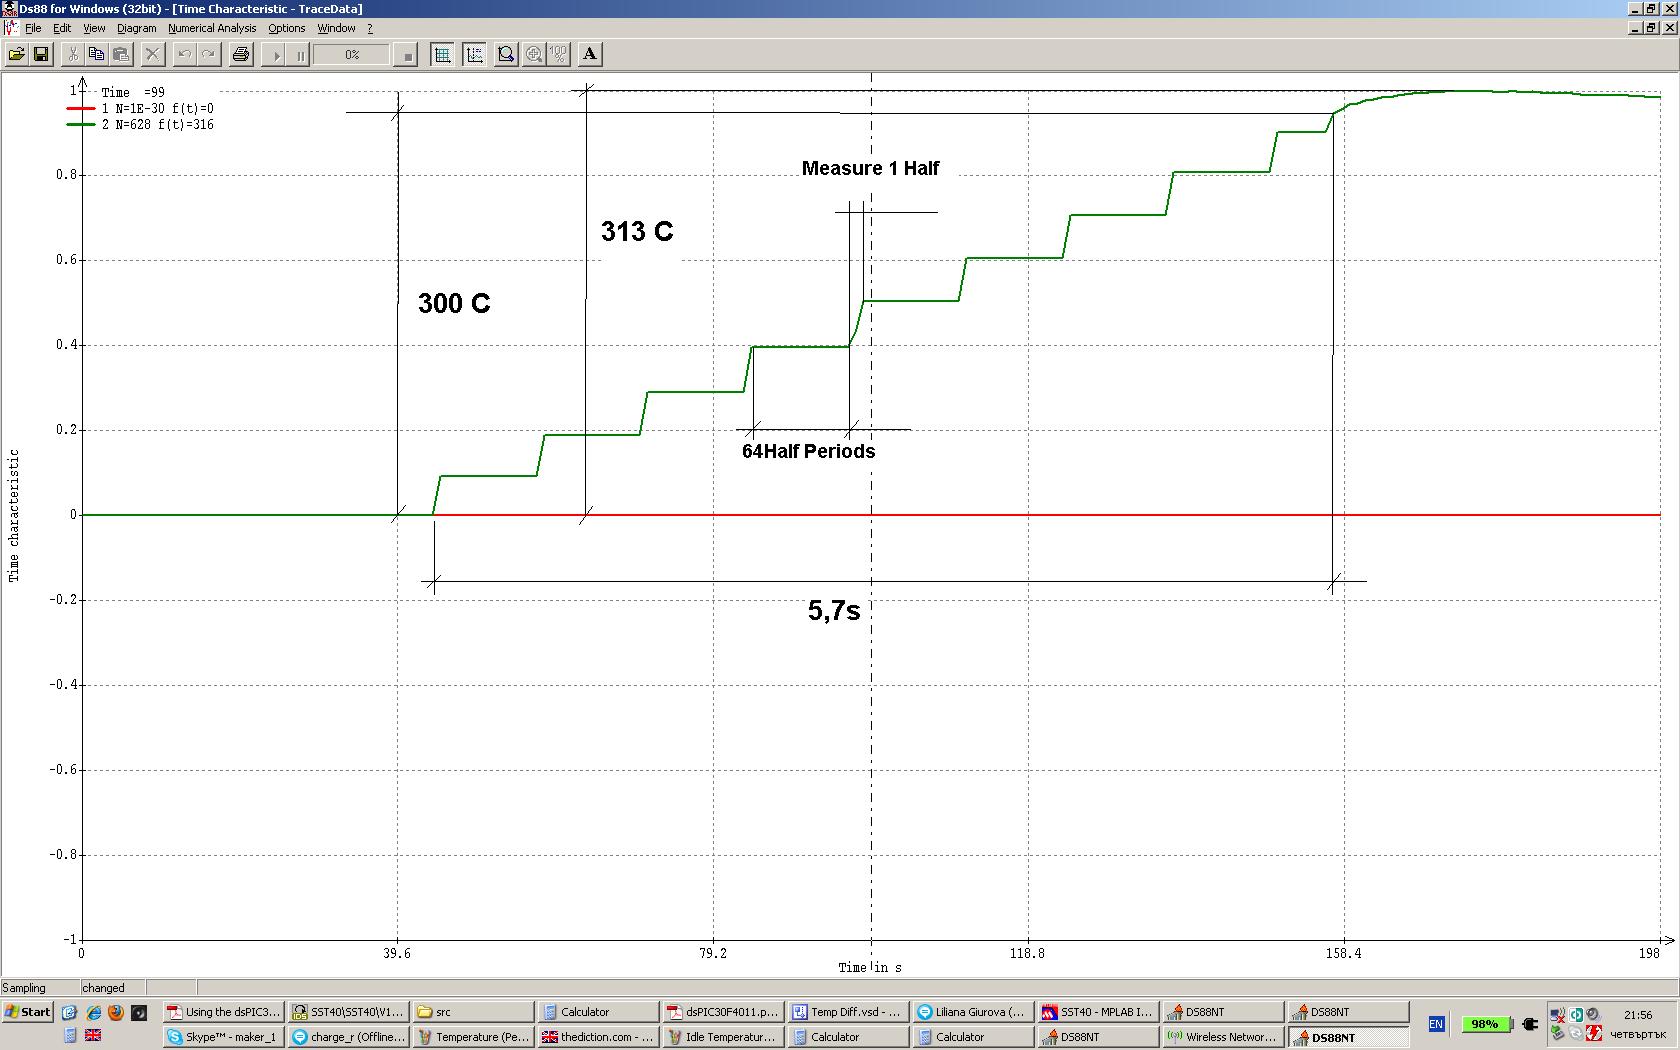 Ds88 for Windows (32bit) - [Time Characteristic - TraceData]
File Edit View Diagram Numerical Analysis Options Window ?
0% 100 % A
1
Time =99
1 N=1E-30 f(t)=0
2 N=628 f(t)=316
Measure 1 Half
0.8
313 C
0.6
300 C
0.4
0.2
64Half Periods
Time characteristic
0
-0.2
5,7s
-0.4
-0.6
-0.8
-1
0 39.6 79.2 118.8 158.4 198
Time in s
Sampling changed
Start Using the dsPIC3... SST40\SST40\V1... src Calculator dsPIC30F4011.p... Temp Diff.vsd - ... Liliana Giurova (... SST40 - MPLAB I... DS88NT DS88NT 21:56
EN 98%
Skype™ - maker_1 charge_r (Offline... Temperature (Pe... thediction.com - ... Idle Temperatur... Calculator Calculator DS88NT Wireless Networ... DS88NT четвъртък